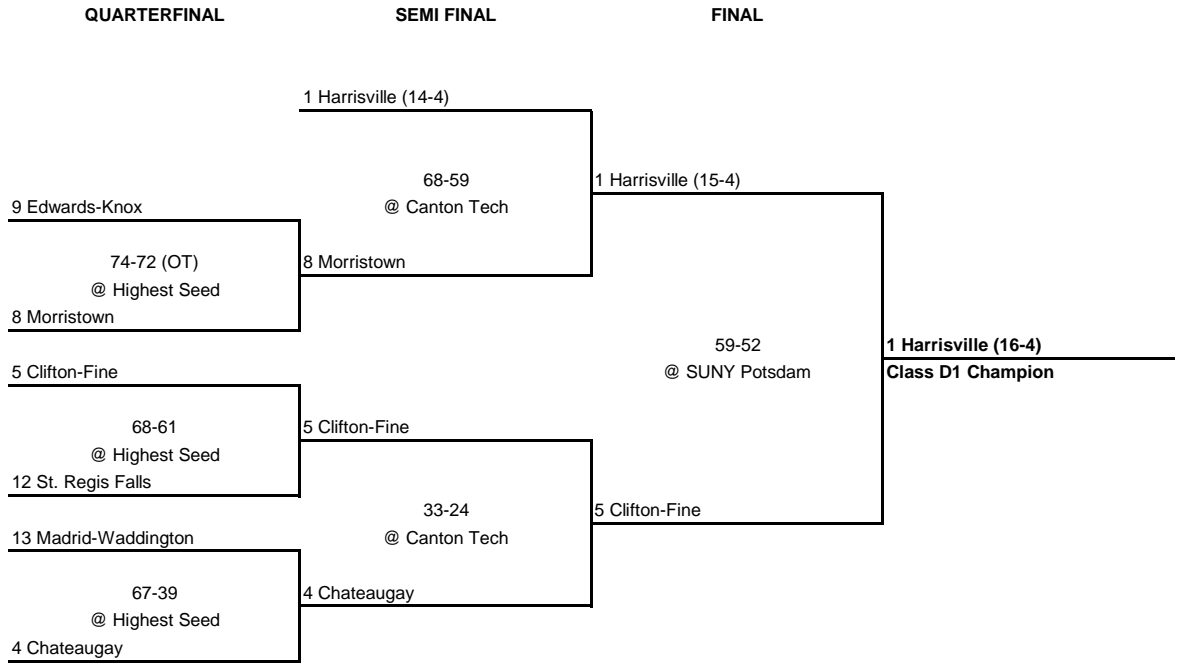 QUARTERFINAL SEMI FINAL FINAL
1 Harrisville (14-4)
68-59
@ Canton Tech
1 Harrisville (15-4)
9 Edwards-Knox
74-72 (OT)
@ Highest Seed
8 Morristown
8 Morristown
59-52
@ SUNY Potsdam
1 Harrisville (16-4)
Class D1 Champion
5 Clifton-Fine
68-61
@ Highest Seed
5 Clifton-Fine
12 St. Regis Falls
33-24
@ Canton Tech
5 Clifton-Fine
13 Madrid-Waddington
67-39
@ Highest Seed
4 Chateaugay
4 Chateaugay